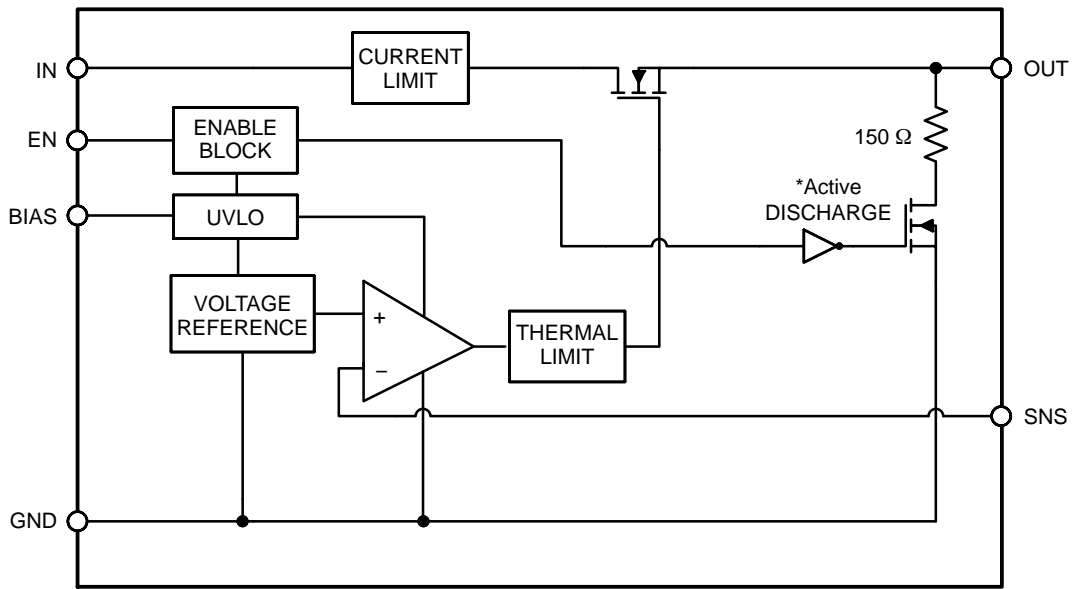 CURRENT
LIMIT
IN
OUT
EN
ENABLE
BLOCK
150 Ω
*Active
DISCHARGE
BIAS
UVLO
VOLTAGE
REFERENCE
+
−
THERMAL
LIMIT
SNS
GND